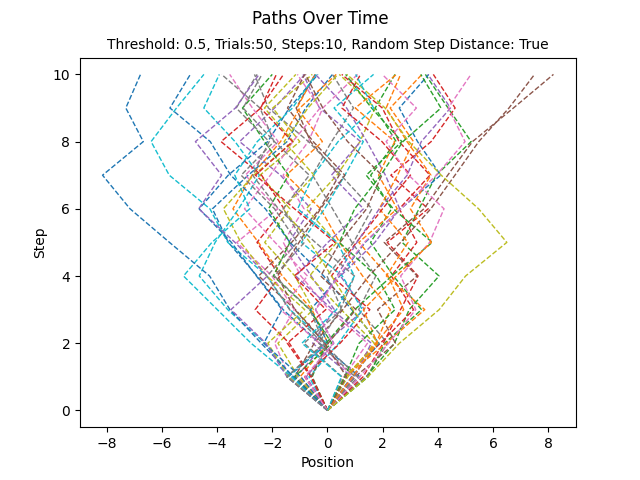 Paths Over Time
Threshold: 0.5, Trials:50, Steps:10, Random Step Distance: True
10
8
6
4
2
0
Step
−8 −6 −4 −2 0 2 4 6 8
Position